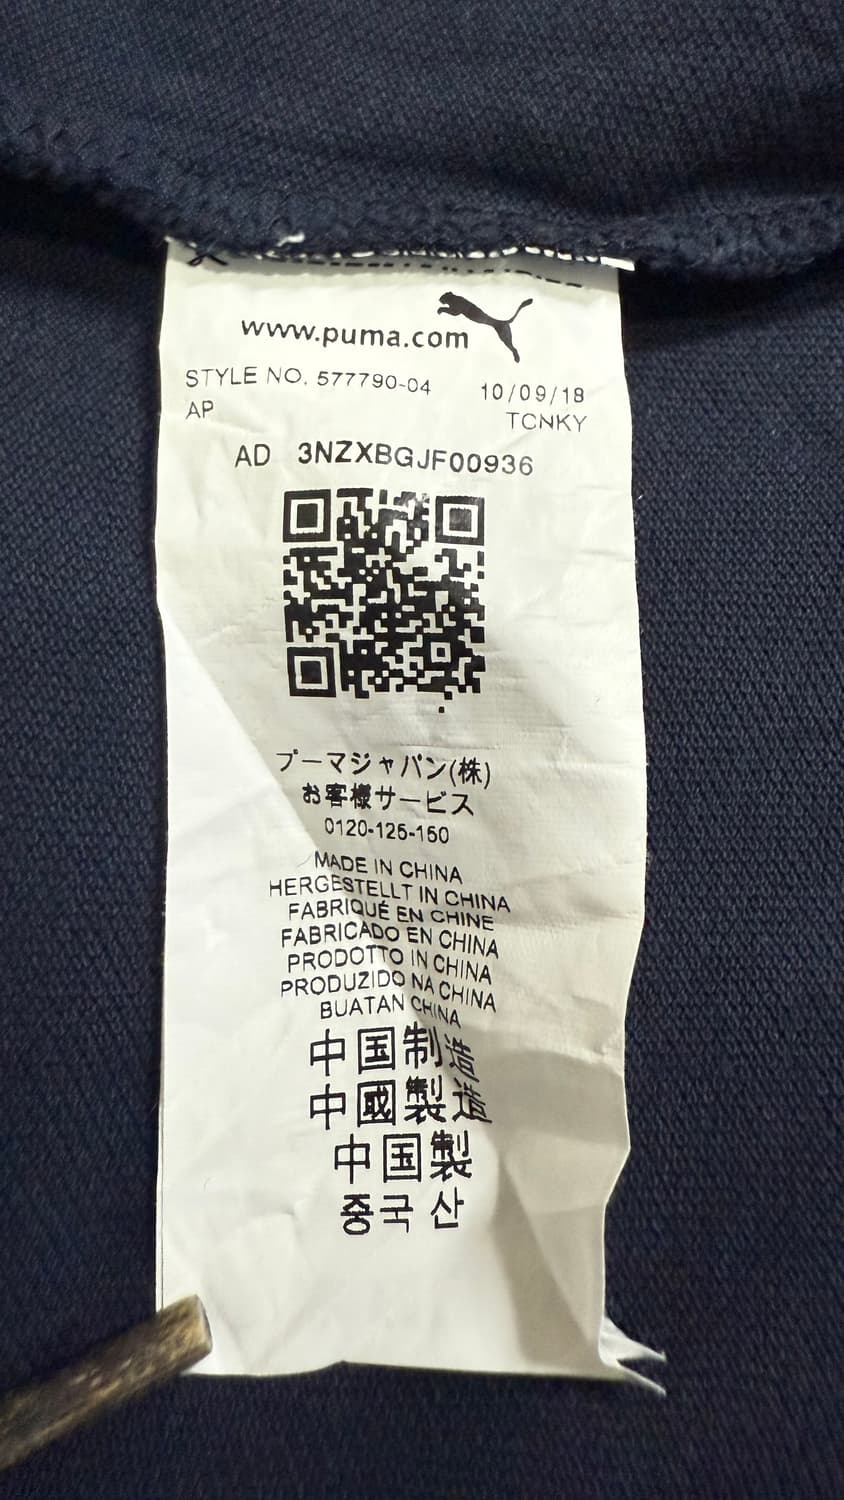 www.puma.com
STYLE NO. 577790-04 10/09/18
AP TCNKY
AD 3NZXBGJF00936
プーマジャパン(株)
お客様サービス
0120-125-150
MADE IN CHINA
HERGESTELLT IN CHINA
FABRIQUÉ EN CHINE
FABRICADO EN CHINA
PRODOTTO IN CHINA
PRODUZIDO NA CHINA
BUATAN CHINA
中国制造
中國製造
中国製
중국 산